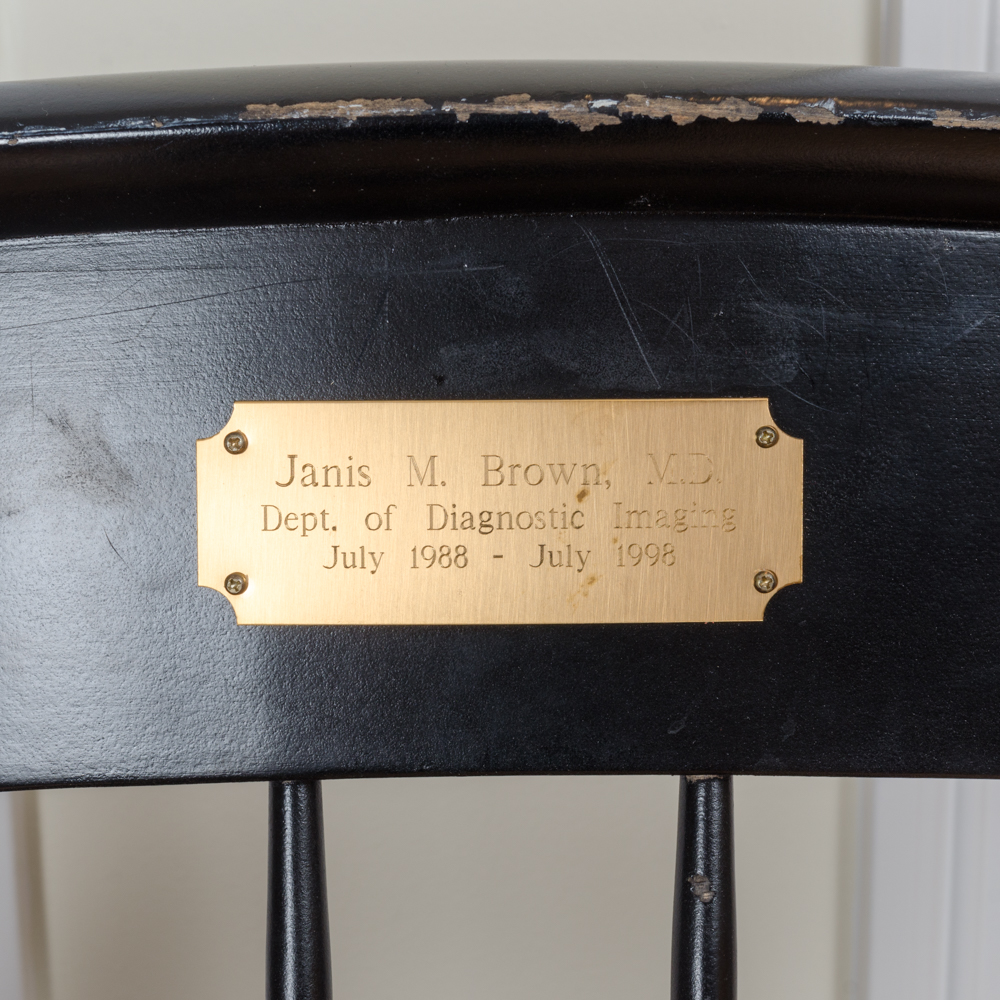 Janis M. Brown, M.D.
Dept. of Diagnostic Imaging
July 1988 - July 1998